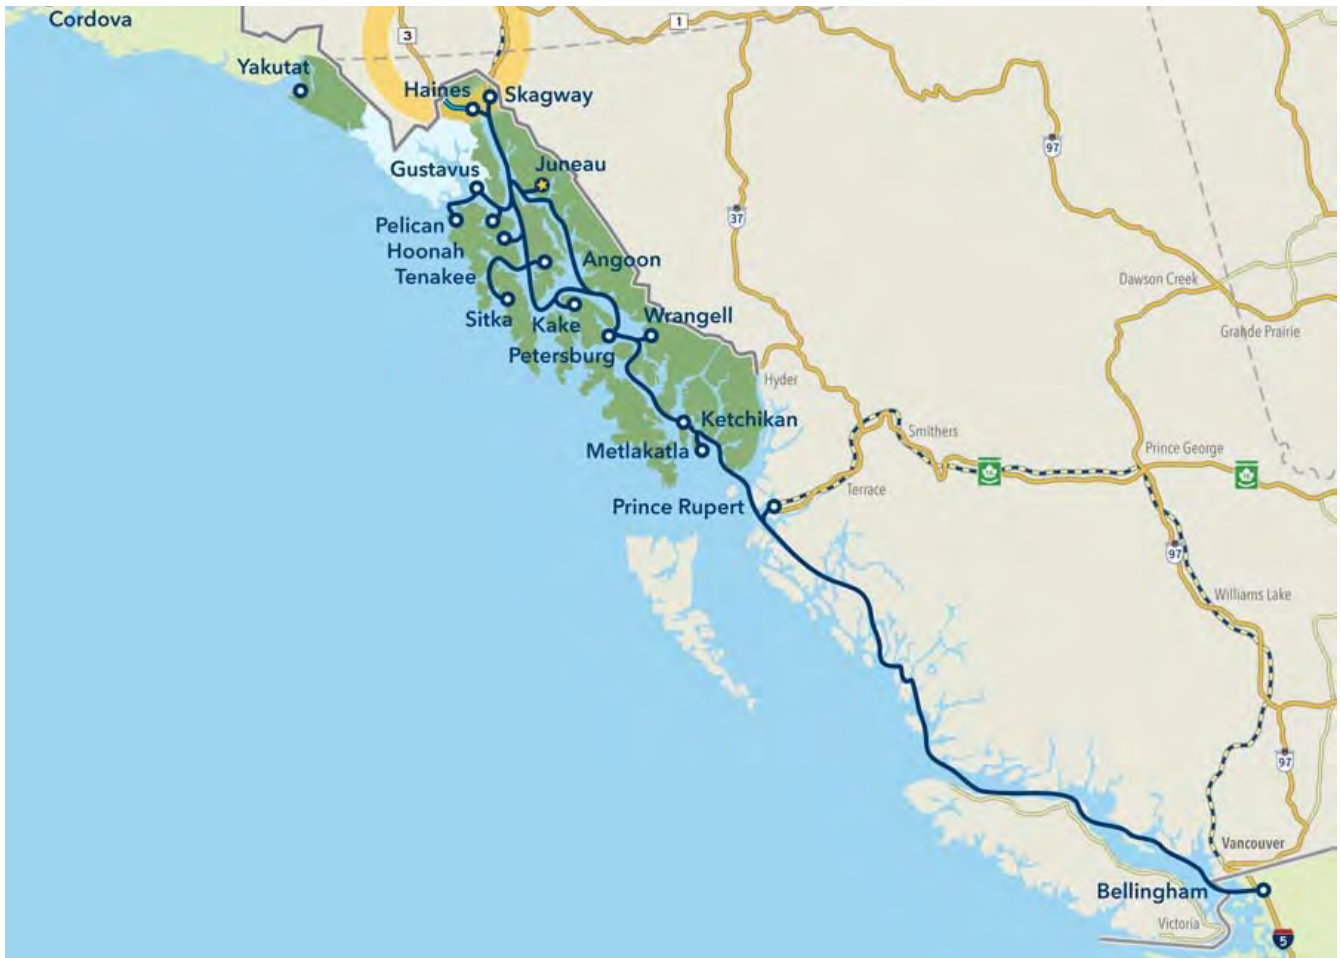 Cordova
1
3
Yakutat
Haines
Skagway
97
Gustavus
Juneau
Pelican
37
Hoonah
Angoon
Tenakee
Dawson Creek
Sitka
Kake
Wrangell
Grande Prairie
Petersburg
Hyder
Ketchikan
Smithers
Metlakatla
Prince George
16
16
Terrace
Prince Rupert
97
Williams Lake
97
Vancouver
Bellingham
Victoria
5